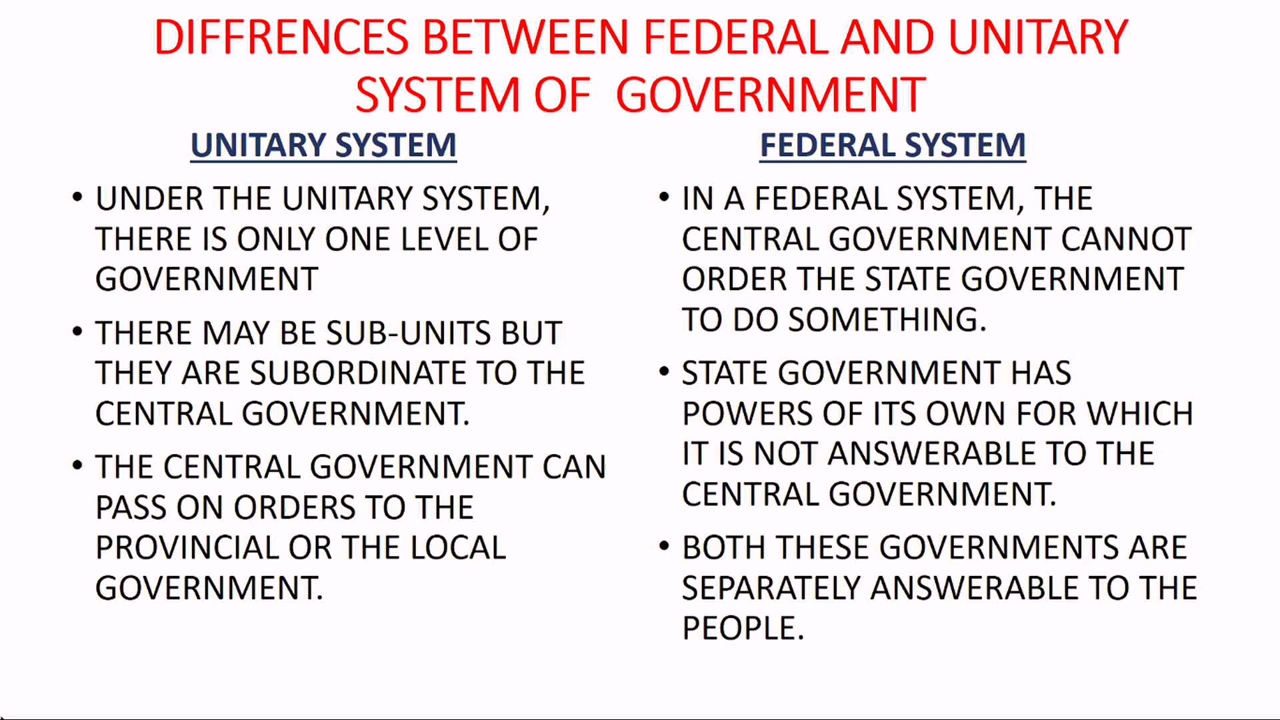 DIFFRENCES BETWEEN FEDERAL AND UNITARY
SYSTEM OF GOVERNMENT
UNITARY SYSTEM
• UNDER THE UNITARY SYSTEM,
THERE IS ONLY ONE LEVEL OF
GOVERNMENT
• THERE MAY BE SUB-UNITS BUT
THEY ARE SUBORDINATE TO THE
CENTRAL GOVERNMENT.
• THE CENTRAL GOVERNMENT CAN
PASS ON ORDERS TO THE
PROVINCIAL OR THE LOCAL
GOVERNMENT.
FEDERAL SYSTEM
• IN A FEDERAL SYSTEM, THE
CENTRAL GOVERNMENT CANNOT
ORDER THE STATE GOVERNMENT
TO DO SOMETHING.
• STATE GOVERNMENT HAS
POWERS OF ITS OWN FOR WHICH
IT IS NOT ANSWERABLE TO THE
CENTRAL GOVERNMENT.
• BOTH THESE GOVERNMENTS ARE
SEPARATELY ANSWERABLE TO THE
PEOPLE.